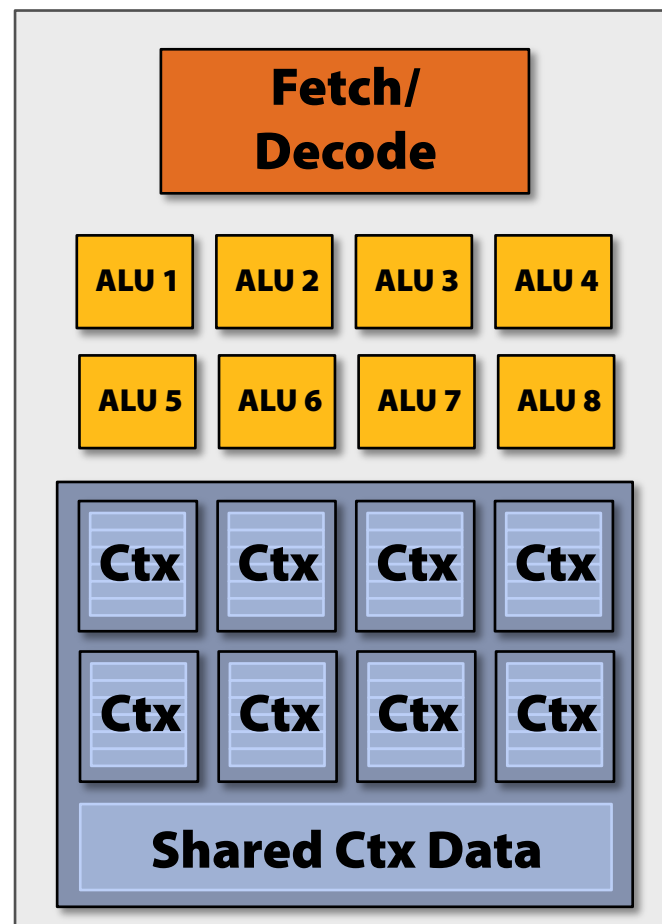 Fetch/
Decode
ALU 1 ALU 2 ALU 3 ALU 4
ALU 5 ALU 6 ALU 7 ALU 8
Ctx Ctx Ctx Ctx
Ctx Ctx Ctx Ctx
Shared Ctx Data